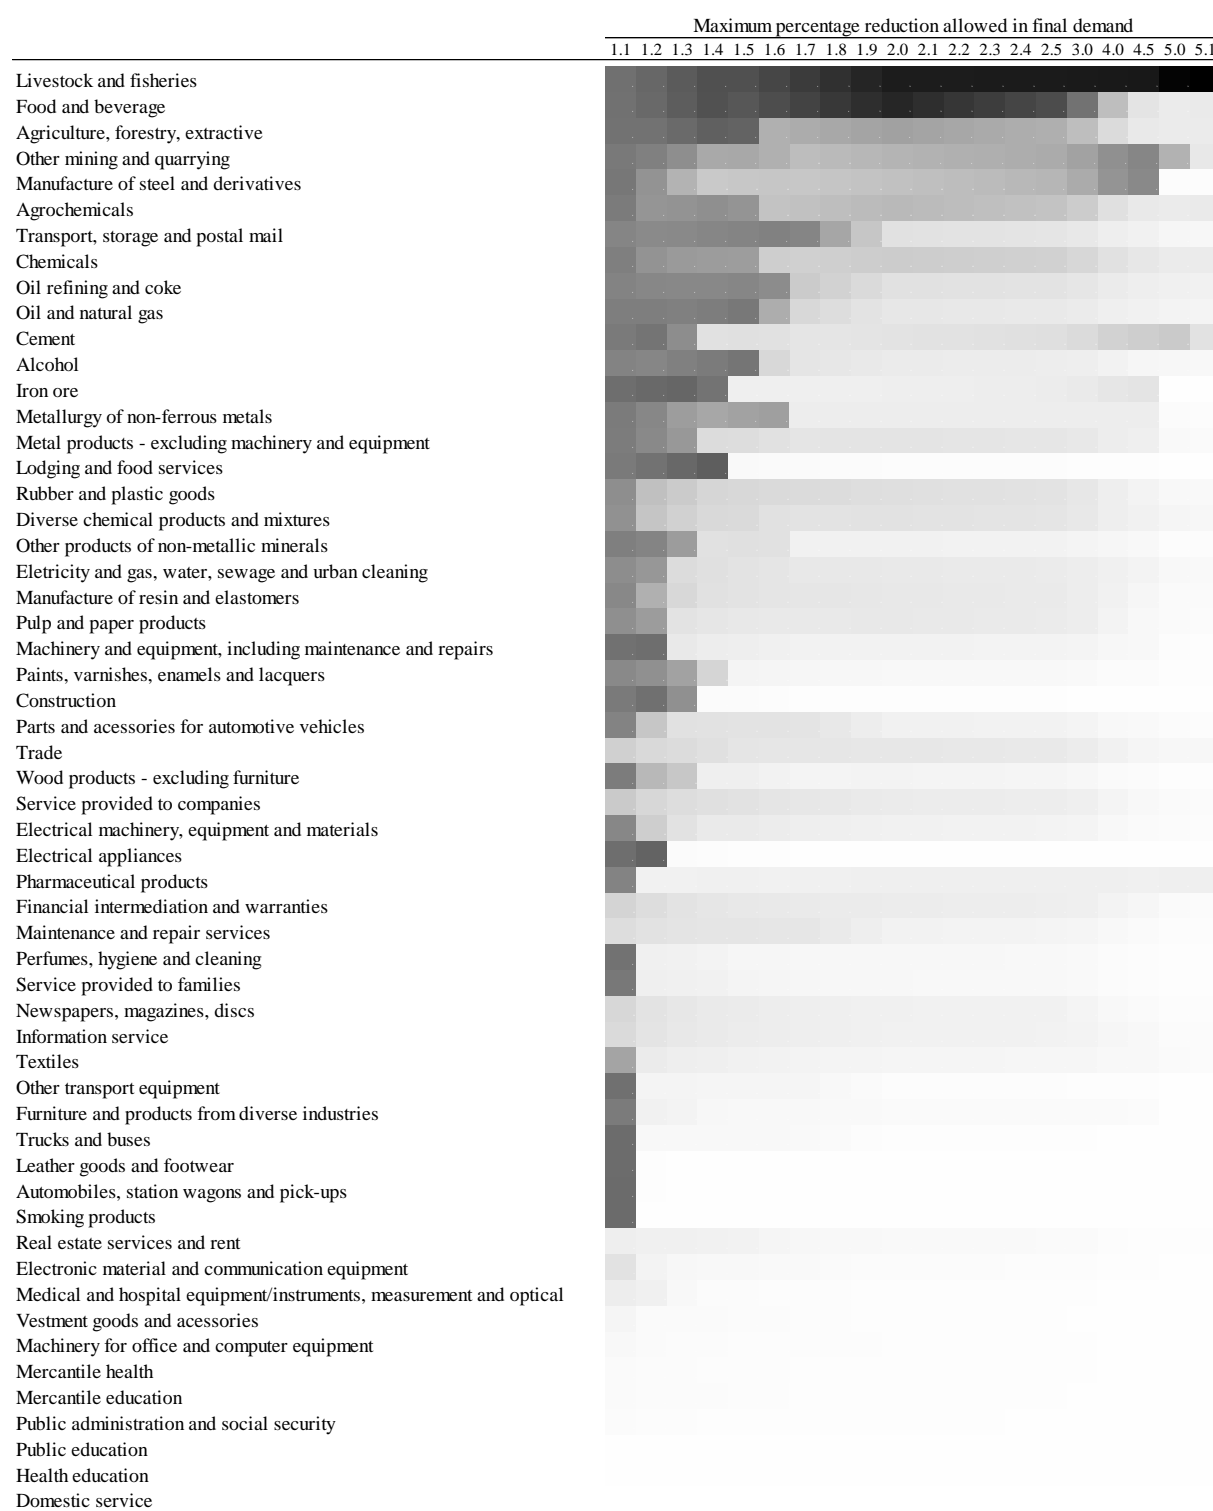 Maximum percentage reduction allowed in final demand
1.1 1.2 1.3 1.4 1.5 1.6 1.7 1.8 1.9 2.0 2.1 2.2 2.3 2.4 2.5 3.0 4.0 4.5 5.0 5.1
Livestock and fisheries
Food and beverage
Agriculture, forestry, extractive
Other mining and quarrying
Manufacture of steel and derivatives
Agrochemicals
Transport, storage and postal mail
Chemicals
Oil refining and coke
Oil and natural gas
Cement
Alcohol
Iron ore
Metallurgy of non-ferrous metals
Metal products - excluding machinery and equipment
Lodging and food services
Rubber and plastic goods
Diverse chemical products and mixtures
Other products of non-metallic minerals
Eletricity and gas, water, sewage and urban cleaning
Manufacture of resin and elastomers
Pulp and paper products
Machinery and equipment, including maintenance and repairs
Paints, varnishes, enamels and lacquers
Construction
Parts and acessories for automotive vehicles
Trade
Wood products - excluding furniture
Service provided to companies
Electrical machinery, equipment and materials
Electrical appliances
Pharmaceutical products
Financial intermediation and warranties
Maintenance and repair services
Perfumes, hygiene and cleaning
Service provided to families
Newspapers, magazines, discs
Information service
Textiles
Other transport equipment
Furniture and products from diverse industries
Trucks and buses
Leather goods and footwear
Automobiles, station wagons and pick-ups
Smoking products
Real estate services and rent
Electronic material and communication equipment
Medical and hospital equipment/instruments, measurement and optical
Vestment goods and acessories
Machinery for office and computer equipment
Mercantile health
Mercantile education
Public administration and social security
Public education
Health education
Domestic service